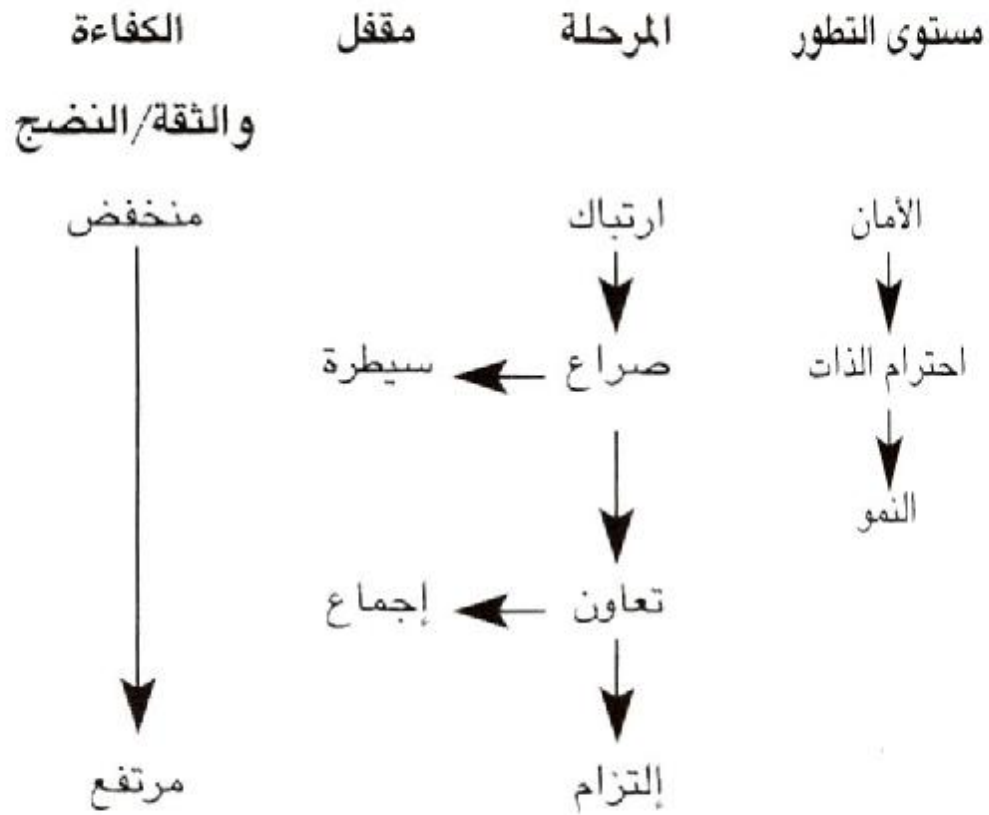 مستوى التطور المرحلة مقفل الكفاءة
والثقة/النضج
الأمان ارتباك منخفض
احترام الذات صراع سيطرة
النمو
تعاون إجماع
إلتزام مرتفع